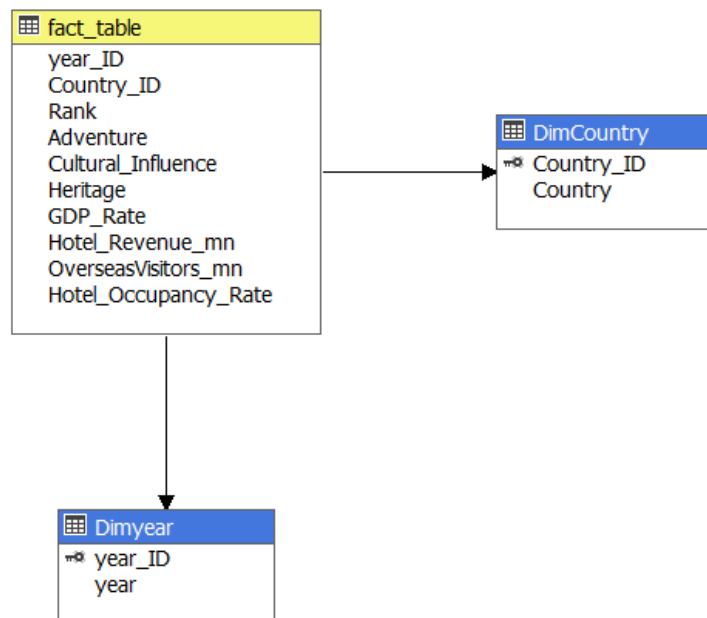 fact_table
year_ID
Country_ID
Rank
Adventure
Cultural_Influence
Heritage
GDP_Rate
Hotel_Revenue_mn
OverseasVisitors_mn
Hotel_Occupancy_Rate
DimCountry
Country_ID
Country
Dimyear
year_ID
year